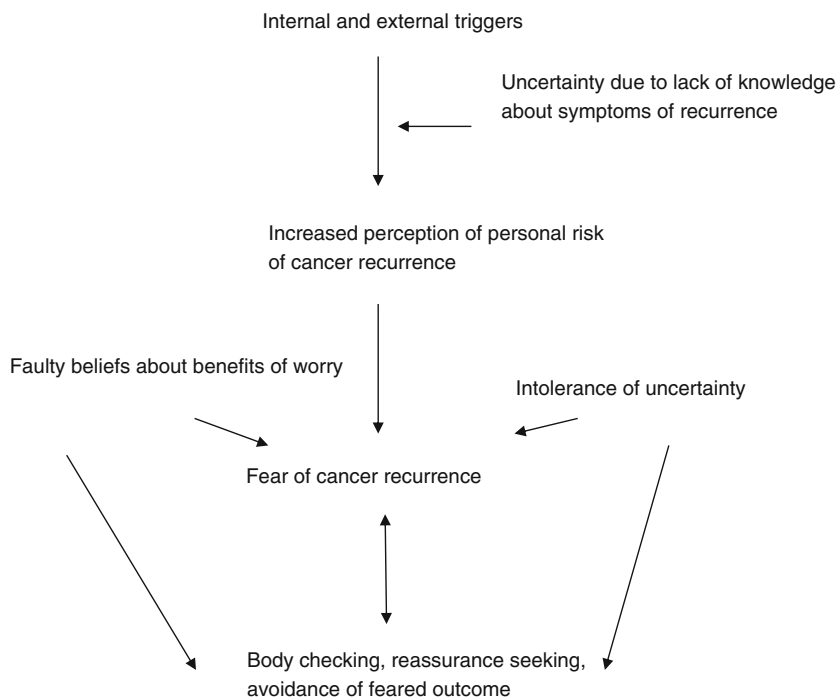 Internal and external triggers
Uncertainty due to lack of knowledge
about symptoms of recurrence
Increased perception of personal risk
of cancer recurrence
Faulty beliefs about benefits of worry
Intolerance of uncertainty
Fear of cancer recurrence
Body checking, reassurance seeking,
avoidance of feared outcome